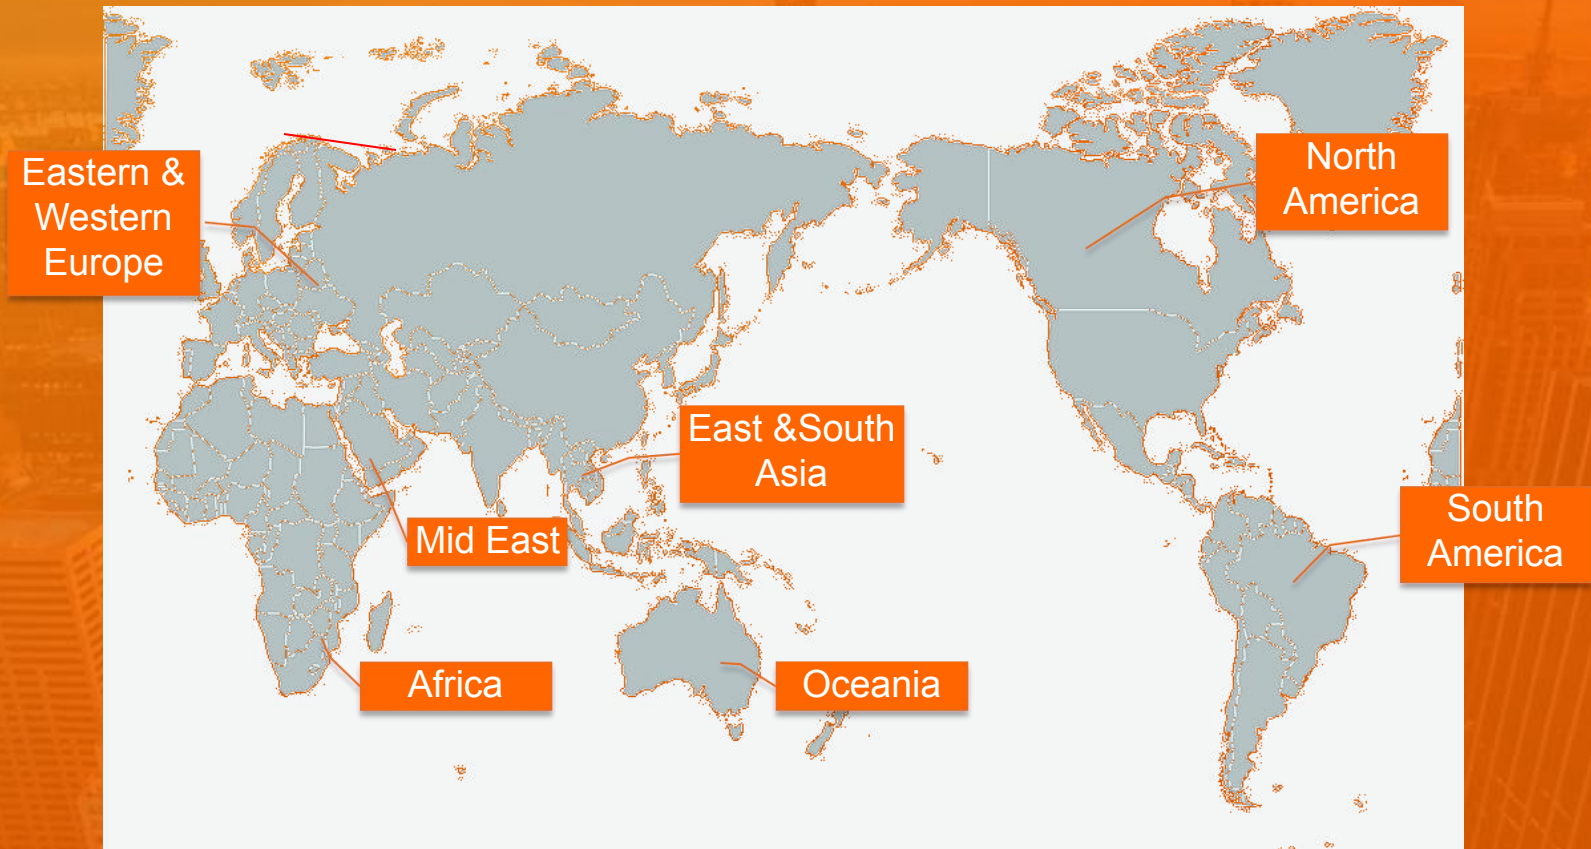 Eastern &
Western
Europe
North
America
East &South
Asia
South
America
Mid East
Africa
Oceania